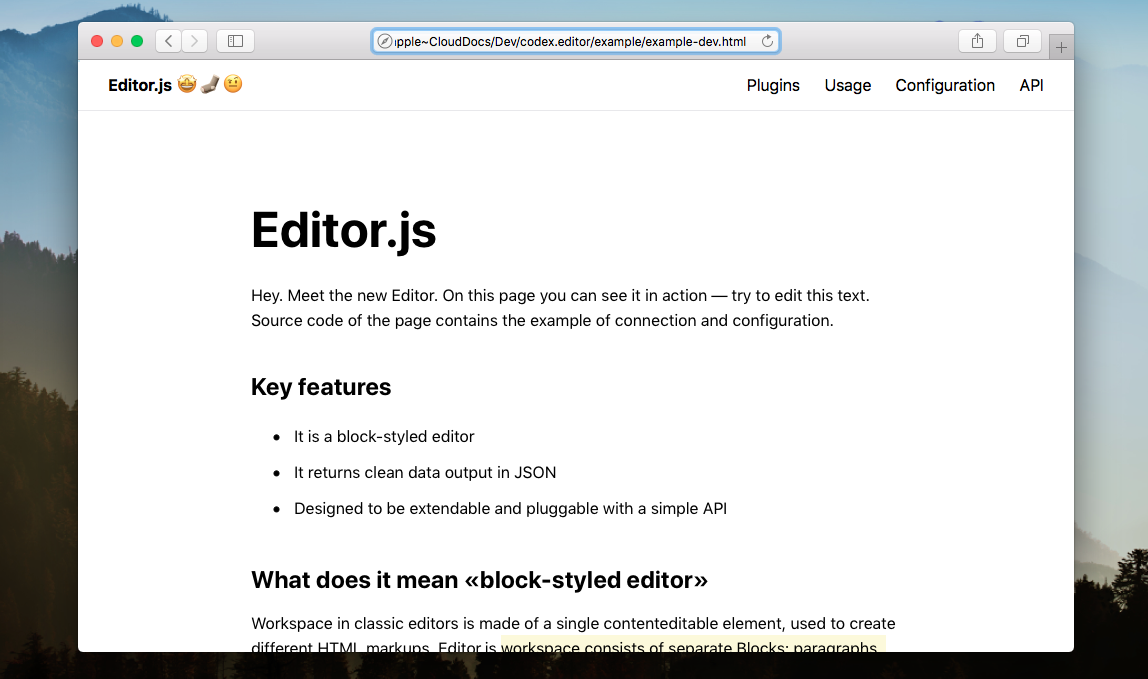 apple~CloudDocs/Dev/codex.editor/example/example-dev.html
Editor.js 🤩🧦🤨
Plugins Usage Configuration API
Editor.js
Hey. Meet the new Editor. On this page you can see it in action — try to edit this text.
Source code of the page contains the example of connection and configuration.
Key features
• It is a block-styled editor
• It returns clean data output in JSON
• Designed to be extendable and pluggable with a simple API
What does it mean «block-styled editor»
Workspace in classic editors is made of a single contenteditable element, used to create
different HTML markups. Editor.js workspace consists of separate Blocks: paragraphs,